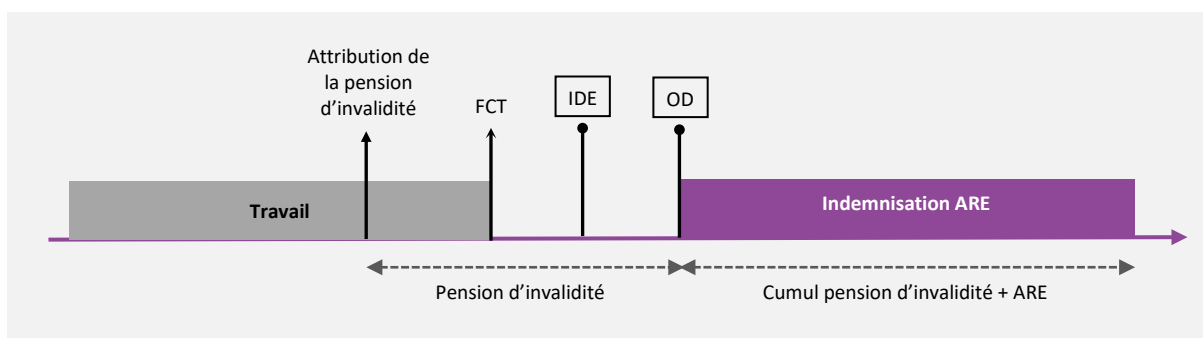 Attribution de
la pension
d’invalidité
FCT
IDE
OD
Travail
Indemnisation ARE
Pension d’invalidité
Cumul pension d’invalidité + ARE